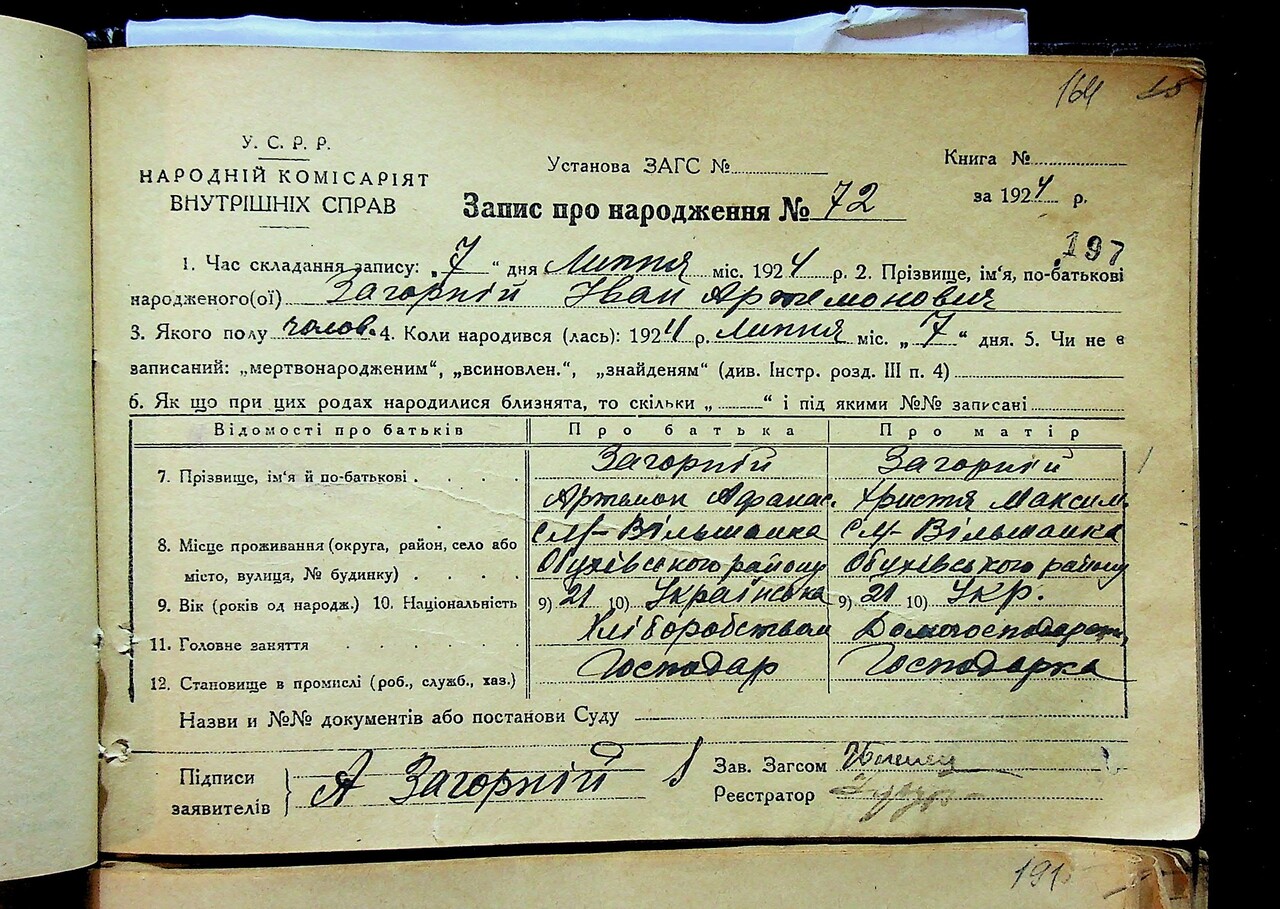 164 15
У. С. Р. Р.
НАРОДНІЙ КОМІСАРІЯТ
ВНУТРІШНІХ СПРАВ
Установа ЗАГС №
Книга №
за 1924 р.
Запис про народження № 72
197
1. Час складання запису: „7“ дня Липня міс. 1924 р. 2. Прізвище, ім'я, по-батькові
народженого(ої) Загорній Іван Артемонович
3. Якого полу чолов. 4. Коли народився (лась): 1924 р. липня міс. „7“ дня. 5. Чи не є
записаний: „мертвонародженим“, „всиновлен.“, „знайденям“ (див. Інстр. розд. III п. 4)
6. Як що при цих родах народилися близнята, то скільки „ “ і під якими №№ записані
Відомості про батьків Про батька Про матір
7. Прізвище, ім'я й по-батькові Загорній Загорній
Артемон Афанас. Христя Максим.
8. Місце проживання (округа, район, село або Вільшанка Вільшанка
місто, вулиця, № будинку) Обухівського району Обухівського району
9. Вік (років од народж.) 10. Національність 9) 21 10) Українська 9) 21 10) Укр.
11. Головне заняття Хліборобством
12. Становище в промислі (роб., служб., хаз.) Господар Господарка
Назви и №№ документів або постанови Суду
Підписи
заявителів А Загорній
Зав. Загсом
Реєстратор
191